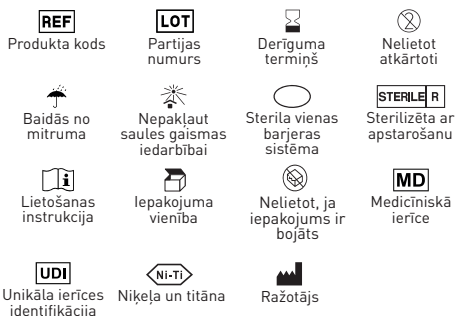 REF
LOT
Produkta kods
Partijas
numurs
Derīguma
termiņš
2
Nelietot
atkārtoti
STERILE R
Baidās no
mitruma
Nepakļaut
saules gaismas
iedarbībai
Sterila vienas
barjeras
sistēma
Sterilizēta ar
apstarošanu
i
MD
Lietošanas
instrukcija
Iepakojuma
vienība
Nelietot, ja
iepakojums ir
bojāts
Medicīniskā
ierīce
UDI
Ni-Ti
Unikāla ierīces
identifikācija
Niķeļa un titāna
Ražotājs